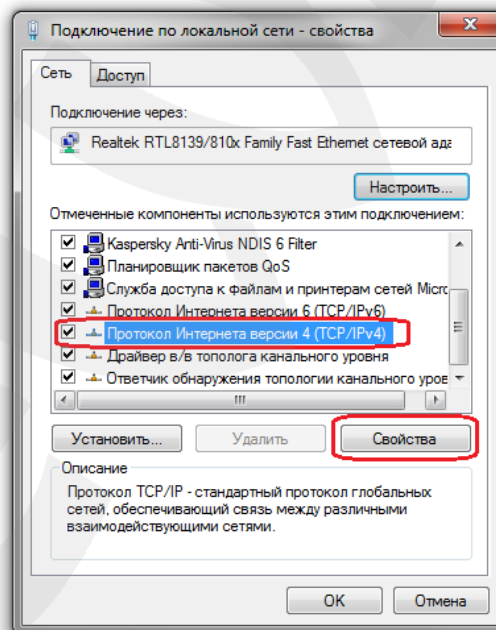 Подключение по локальной сети - свойства
Сеть
Доступ
Подключение через:
Realtek RTL8139/810x Family Fast Ethernet сетевой ада
Настроить...
Отмеченные компоненты используются этим подключением:
Kaspersky Anti-Virus NDIS 6 Filter
Планировщик пакетов QoS
Служба доступа к файлам и принтерам сетей Micro
Протокол Интернета версии 6 (TCP/IPv6)
Протокол Интернета версии 4 (TCP/IPv4)
Драйвер в/в тополога канального уровня
Ответчик обнаружения топологии канального уров
Установить...
Удалить
Свойства
Описание
Протокол TCP/IP - стандартный протокол глобальных
сетей, обеспечивающий связь между различными
взаимодействующими сетями.
OK
Отмена